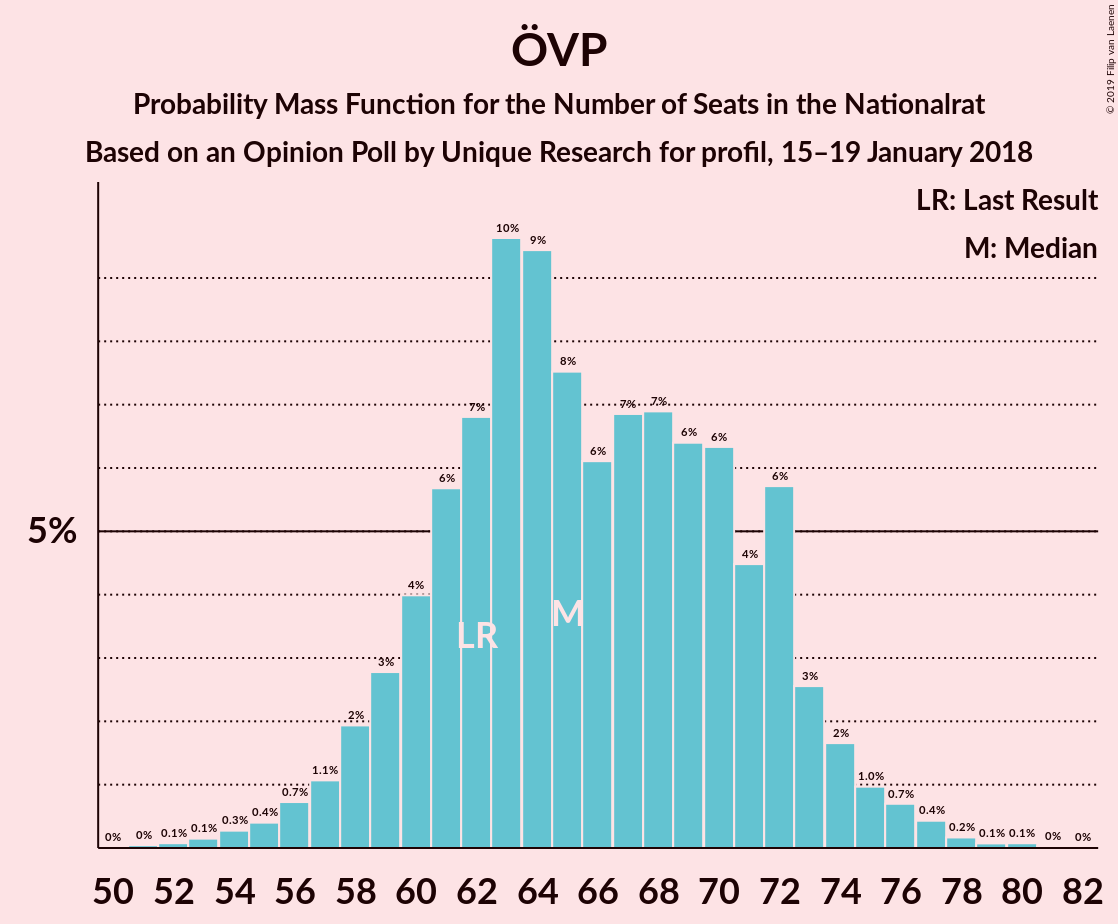 ÖVP
Probability Mass Function for the Number of Seats in the Nationalrat
Based on an Opinion Poll by Unique Research for profil, 15–19 January 2018
© 2019 Filip van Laenen
LR: Last Result
M: Median
5%
0% 0% 0.1% 0.1% 0.3% 0.4% 0.7% 1.1% 2% 3% 4% 6% 7% 10% 9% 8% 6% 7% 7% 6% 6% 4% 6% 3% 2% 1.0% 0.7% 0.4% 0.2% 0.1% 0.1% 0% 0%
LR
M
50 52 54 56 58 60 62 64 66 68 70 72 74 76 78 80 82